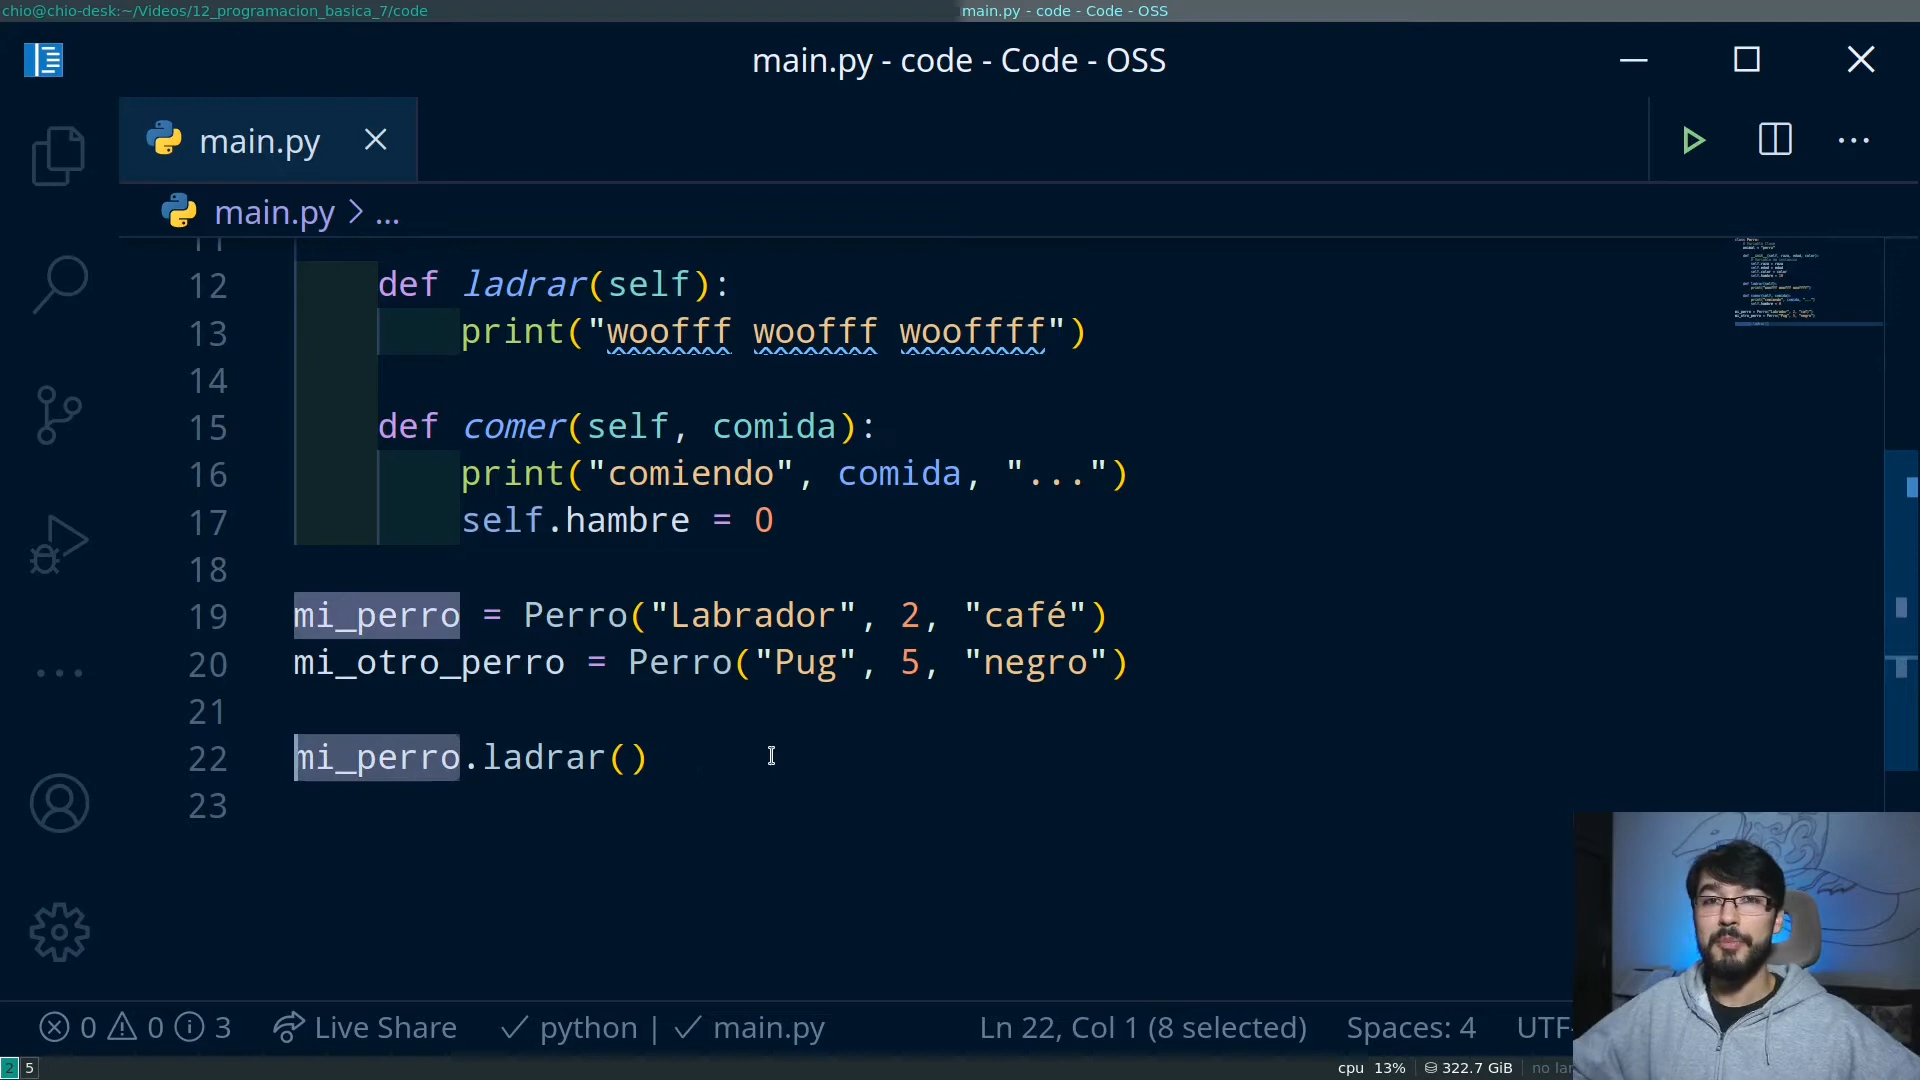 chio@chio-desk:~/Videos/12_programacion_basica_7/code
main.py - code - Code - OSS
main.py - code - Code - OSS
main.py
main.py > ...
11
12 def ladrar(self):
13 print("woofff woofff wooffff")
14
15 def comer(self, comida):
16 print("comiendo", comida, "...")
17 self.hambre = 0
18
19 mi_perro = Perro("Labrador", 2, "café")
20 mi_otro_perro = Perro("Pug", 5, "negro")
21
22 mi_perro.ladrar()
23
0 0 3 Live Share ✓ python | ✓ main.py Ln 22, Col 1 (8 selected) Spaces: 4 UTF-
2 5 cpu 13% 322.7 GiB no lan